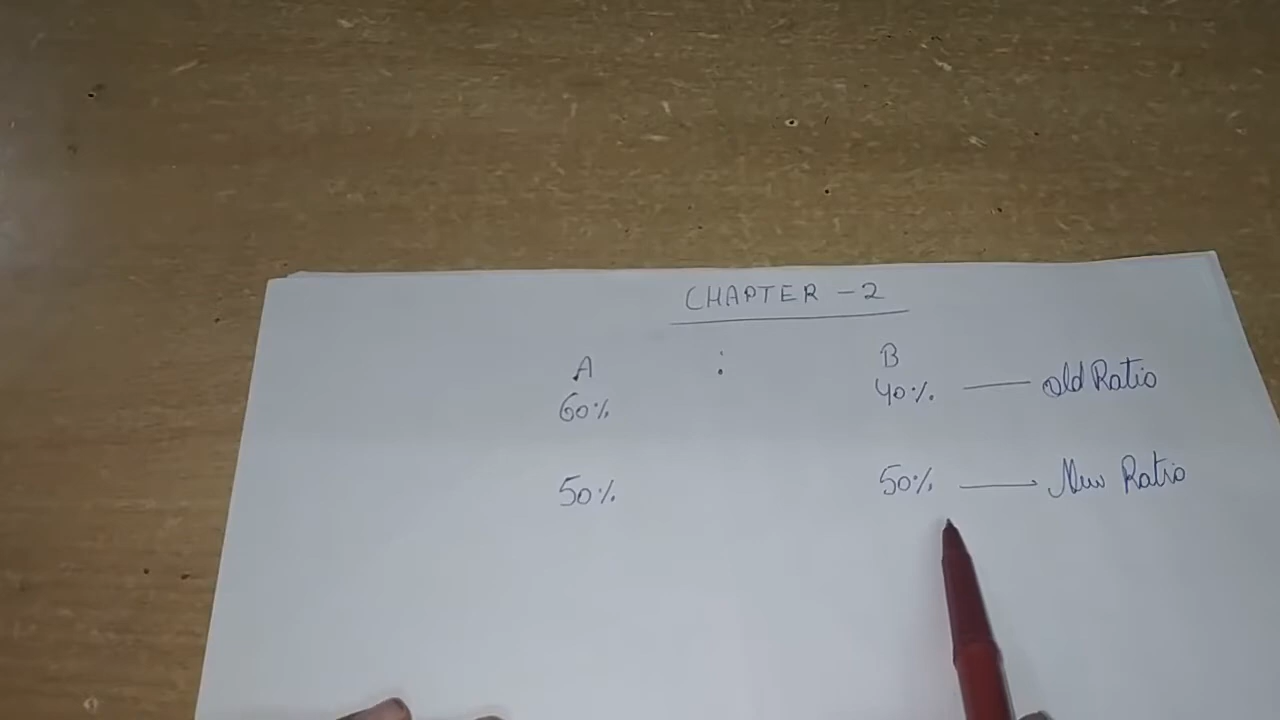 CHAPTER - 2
A : B
60% 40% — Old Ratio
50% 50% — New Ratio